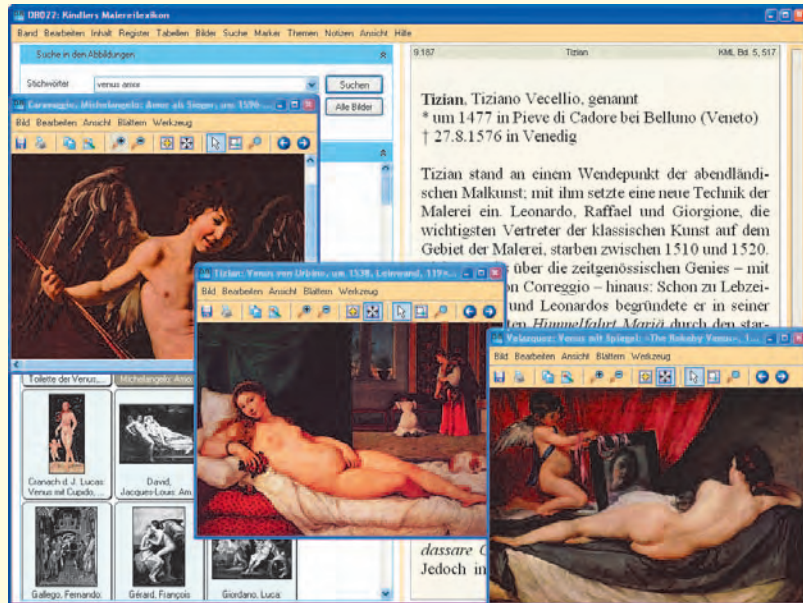 DB022: Kindlers Malereilexikon
Band Bearbeiten Inhalt Register Tabellen Bilder Suche Marker Themen Notizen Ansicht Hilfe
Suche in den Abbildungen
Stichwörter venus amor Suchen
Alle Bilder
Caravaggio, Michelangelo: Amor als Sieger, um 1596 ...
Bild Bearbeiten Ansicht Blättern Werkzeug
Toilette der Venus,... Michelangelo: Amo
Cranach d. J. Lucas:
Venus mit Cupido, ...
David,
Jacques-Louis: Am
Gallego, Fernando:
Gérard, François
Giordano, Luca:
9.187 Tizian KML Bd. 5, 517
Tizian, Tiziano Vecellio, genannt
* um 1477 in Pieve di Cadore bei Belluno (Veneto)
† 27.8.1576 in Venedig
Tizian stand an einem Wendepunkt der abendländi-
schen Malkunst; mit ihm setzte eine neue Technik der
Malerei ein. Leonardo, Raffael und Giorgione, die
wichtigsten Vertreter der klassischen Kunst auf dem
Gebiet der Malerei, starben zwischen 1510 und 1520.
über die zeitgenössischen Genies – mit
on Correggio – hinaus: Schon zu Lebzei-
und Leonardos begründete er in seiner
ten Himmelfahrt Mariä durch den star-
Tizian: Venus von Urbino, um 1538, Leinwand, 119×...
Bild Bearbeiten Ansicht Blättern Werkzeug
Velazquez: Venus mit Spiegel: »The Rokeby Venus«, 1...
Bild Bearbeiten Ansicht Blättern Werkzeug
dassare C
Jedoch in